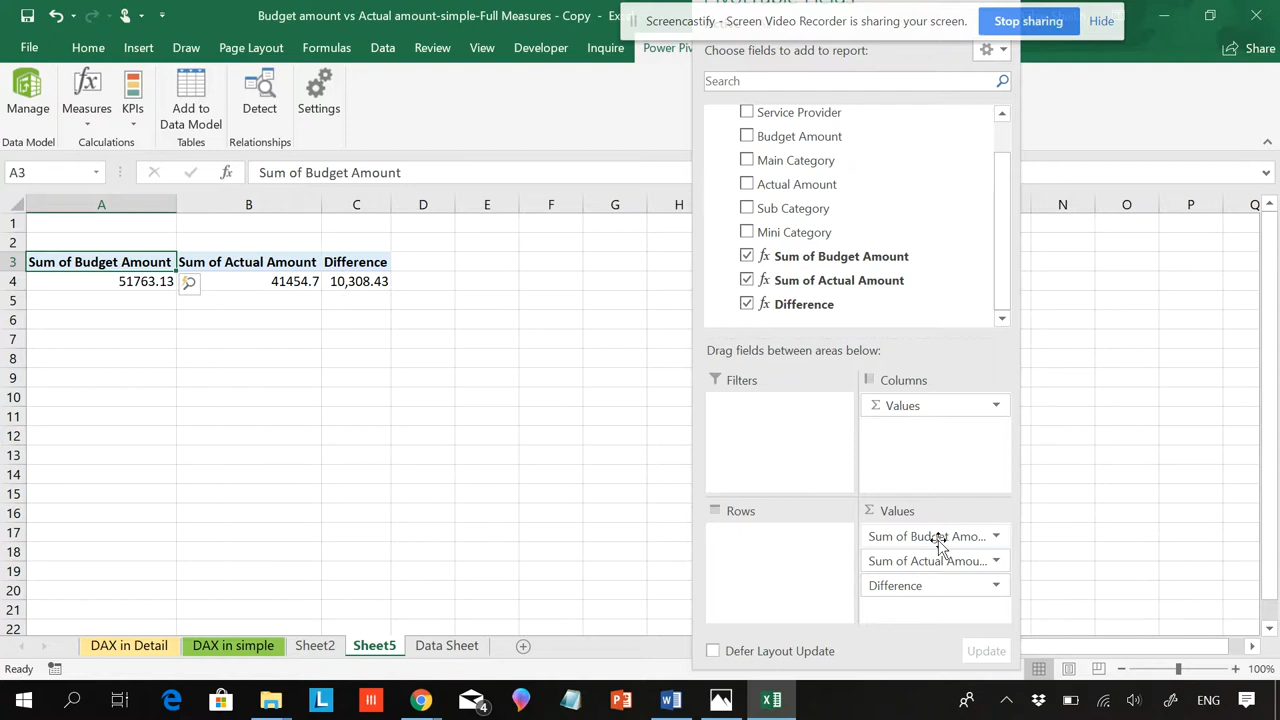 Budget amount vs Actual amount-simple-Full Measures - Copy - Excel
Screencastify - Screen Video Recorder is sharing your screen.
Stop sharing
Hide
File Home Insert Draw Page Layout Formulas Data Review View Developer Inquire Power Piv
Share
Choose fields to add to report:
Search
Manage Measures KPIs Add to Data Model Detect Settings
Data Model Calculations Tables Relationships
A3
fx
Sum of Budget Amount
A B C D E F G H N O P Q
Service Provider
Budget Amount
Main Category
Actual Amount
Sub Category
Mini Category
fx Sum of Budget Amount
fx Sum of Actual Amount
fx Difference
1
2
3 Sum of Budget Amount Sum of Actual Amount Difference
4 51763.13 41454.7 10,308.43
5
6
7
8
9
10
11
12
13
14
15
16
17
18
19
20
21
22
Drag fields between areas below:
Filters
Columns
Σ Values
Rows
Σ Values
Sum of Budget Amo...
Sum of Actual Amou...
Difference
Defer Layout Update
Update
DAX in Detail DAX in simple Sheet2 Sheet5 Data Sheet
Ready
100%
4
ENG